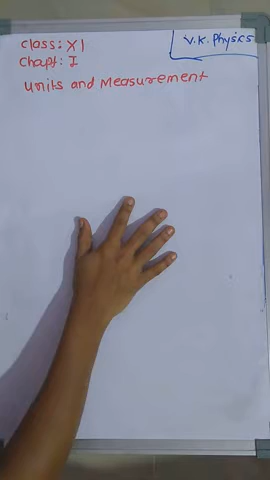 Class: XI
V.K. Physics
Chapt: I
Units and Measurement